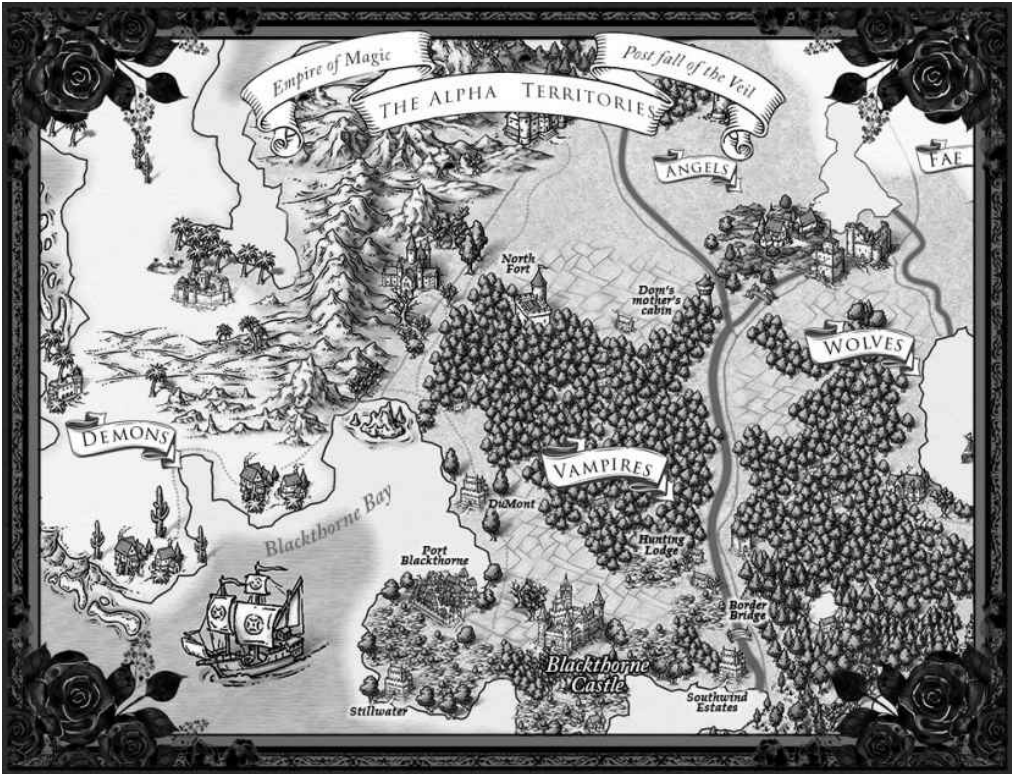 Empire of Magic
Post fall of the Veil
THE ALPHA TERRITORIES
ANGELS
FAE
North
Fort
Dom's
mother's
cabin
WOLVES
DEMONS
VAMPIRES
DuMont
Blackthorne Bay
Hunting
Lodge
Port
Blackthorne
Border
Bridge
Blackthorne
Castle
Southwind
Estates
Stillwater